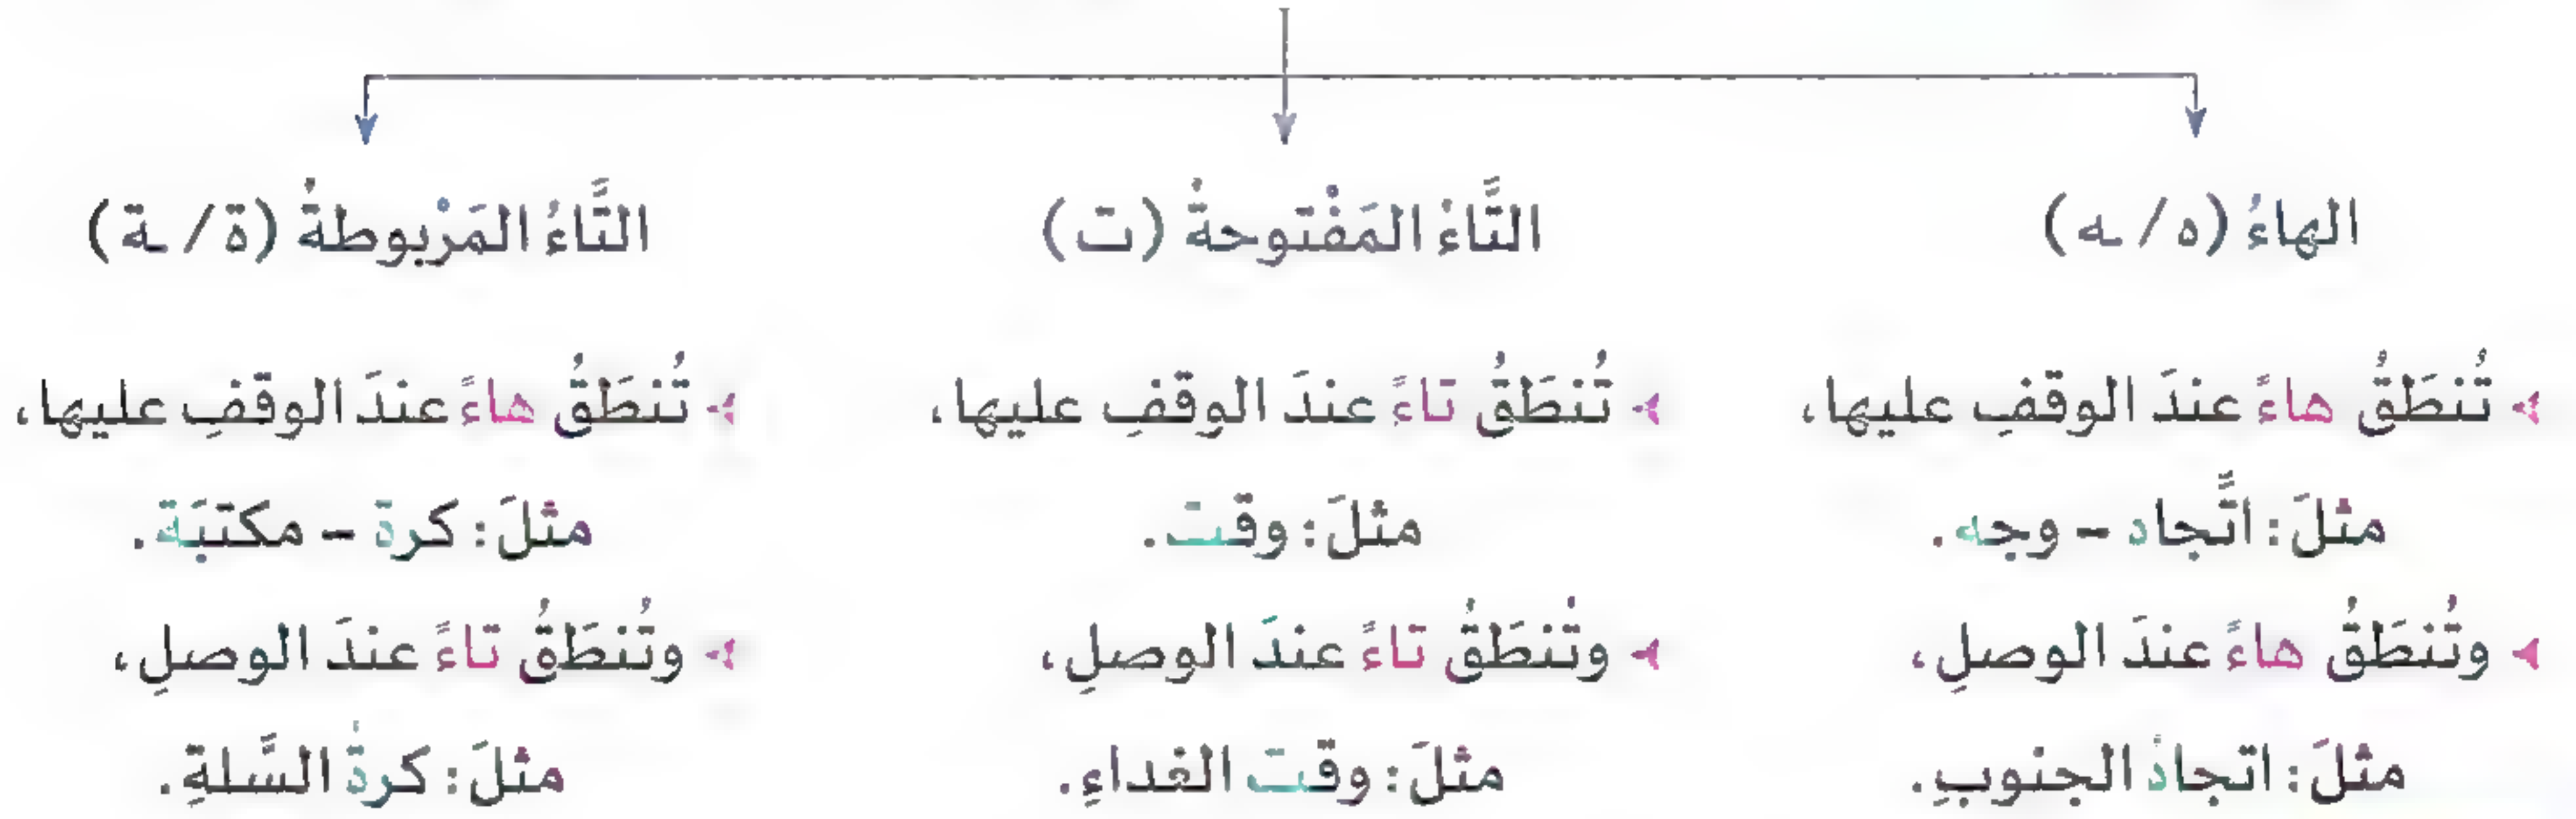 الهاءُ (ه / ـه)
تُنطَقُ هاءً عندَ الوقفِ عليها،
مثلَ: اتَّجاه – وجه.
وتُنطَقُ هاءً عندَ الوصلِ،
مثلَ: اتجاهُ الجنوبِ.
التَّاءُ المَفْتوحةُ (ت)
تُنطَقُ تاءً عندَ الوقفِ عليها،
مثلَ: وقت.
وتُنطَقُ تاءً عندَ الوصلِ،
مثلَ: وقتَ الغداءِ.
التَّاءُ المَرْبوطةُ (ة / ـة)
تُنطَقُ هاءً عندَ الوقفِ عليها،
مثلَ: كرة – مكتبَة.
وتُنطَقُ تاءً عندَ الوصلِ،
مثلَ: كرةُ السَّلةِ.